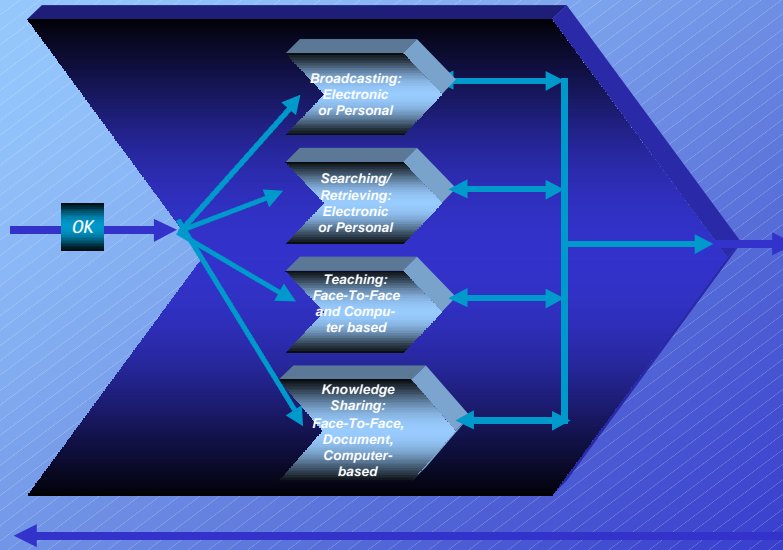 Broadcasting:
Electronic
or Personal
Searching/
Retrieving:
Electronic
or Personal
OK
Teaching:
Face-To-Face
and Compu-
ter based
Knowledge
Sharing:
Face-To-Face,
Document,
Computer-
based